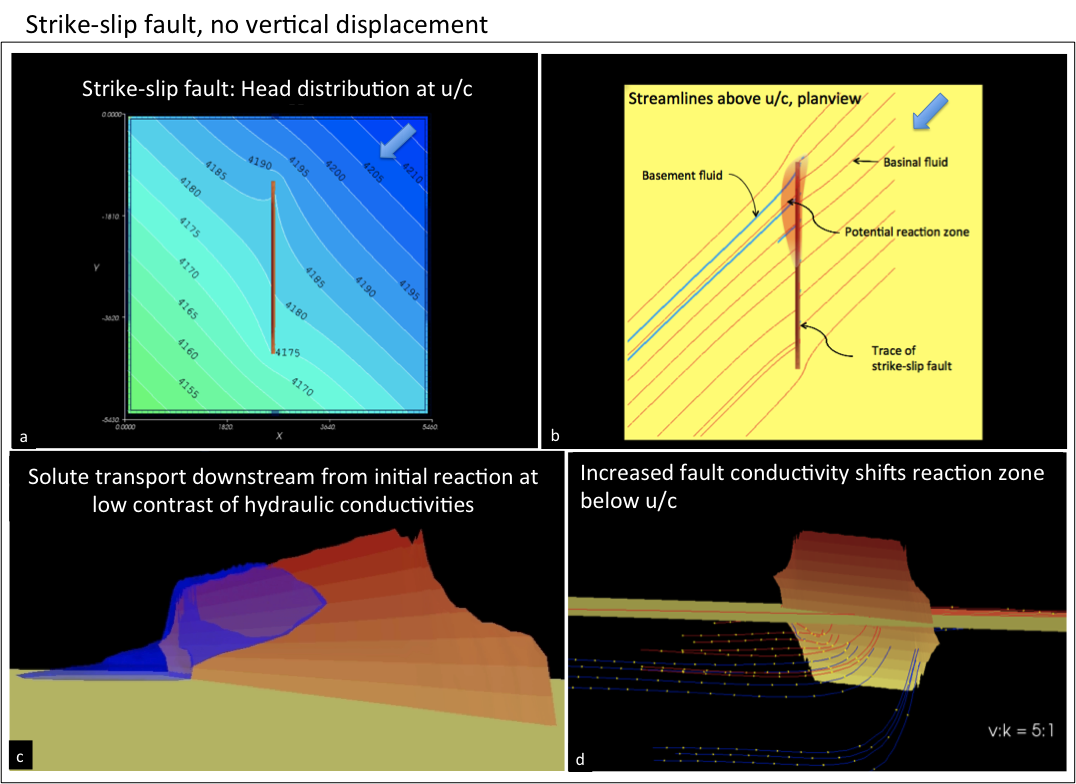 Strike-slip fault, no vertical displacement
Strike-slip fault: Head distribution at u/c
0.0000
-1810
-3620
-5430
Y
0.0000
1820
3640
5460
X
4190
4195
4200
4205
4210
4185
4180
4175
4170
4165
4160
4155
4185
4190
4195
4180
4175
4170
a
Streamlines above u/c, planview
Basinal fluid
Basement fluid
Potential reaction zone
Trace of
strike-slip fault
b
Solute transport downstream from initial reaction at
low contrast of hydraulic conductivities
c
Increased fault conductivity shifts reaction zone
below u/c
v:k = 5:1
d